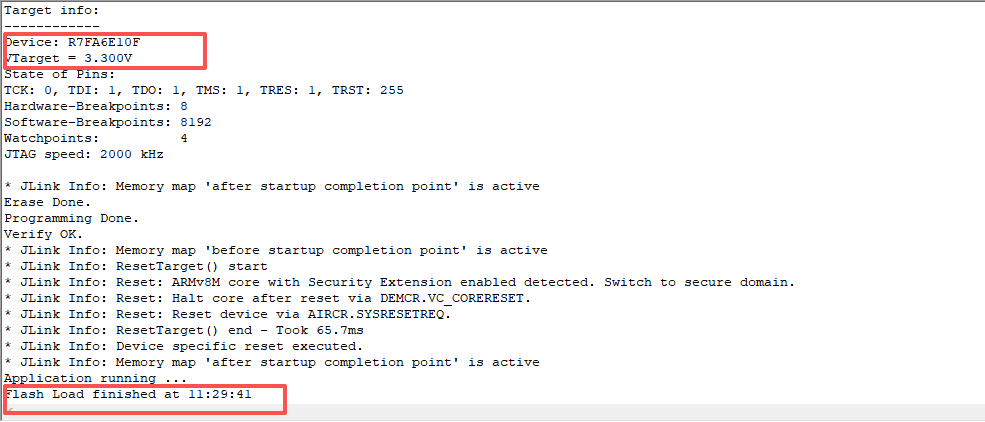 Target info:
------------
Device: R7FA6E10F
VTarget = 3.300V
State of Pins:
TCK: 0, TDI: 1, TDO: 1, TMS: 1, TRES: 1, TRST: 255
Hardware-Breakpoints: 8
Software-Breakpoints: 8192
Watchpoints:          4
JTAG speed: 2000 kHz

* JLink Info: Memory map 'after startup completion point' is active
Erase Done.
Programming Done.
Verify OK.
* JLink Info: Memory map 'before startup completion point' is active
* JLink Info: ResetTarget() start
* JLink Info: Reset: ARMv8M core with Security Extension enabled detected. Switch to secure domain.
* JLink Info: Reset: Halt core after reset via DEMCR.VC_CORERESET.
* JLink Info: Reset: Reset device via AIRCR.SYSRESETREQ.
* JLink Info: ResetTarget() end - Took 65.7ms
* JLink Info: Device specific reset executed.
* JLink Info: Memory map 'after startup completion point' is active
Application running ...
Flash Load finished at 11:29:41